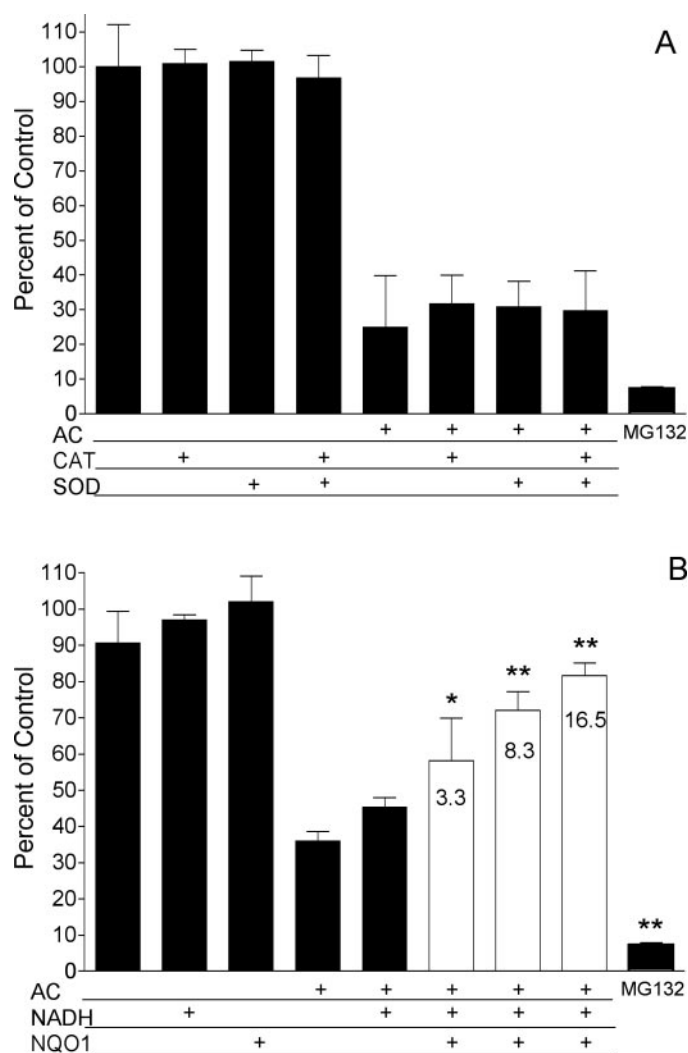 A
110
100
90
80
70
60
50
40
30
20
10
0
Percent of Control
AC + + + + MG132
CAT + + + +
SOD + + + +
B
110
100
90
80
70
60
50
40
30
20
10
0
Percent of Control
* ** ** **
3.3 8.3 16.5
AC + + + + + MG132
NADH + + + + +
NQO1 + + + +